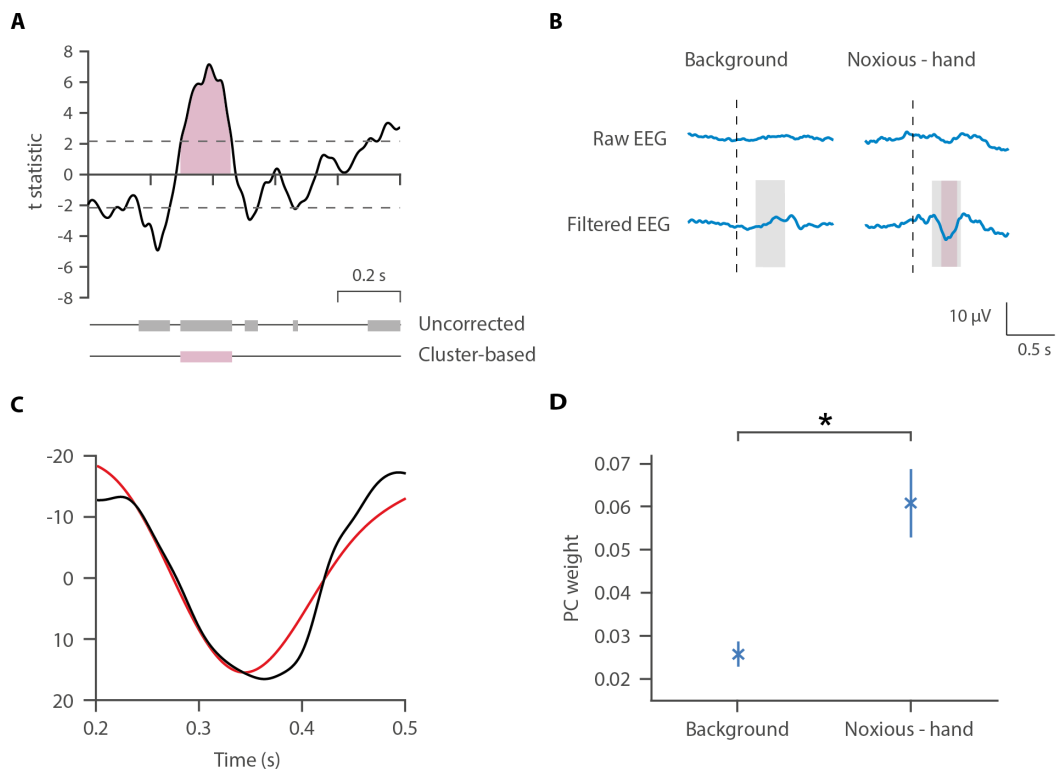 A
8
6
4
2
0
-2
-4
-6
-8
t statistic
0.2 s
Uncorrected
Cluster-based
B
Background
Noxious - hand
Raw EEG
Filtered EEG
10 µV
0.5 s
C
-20
-10
0
10
20
0.2
0.3
0.4
0.5
Time (s)
D
*
0.07
0.06
0.05
0.04
0.03
0.02
PC weight
Background
Noxious - hand